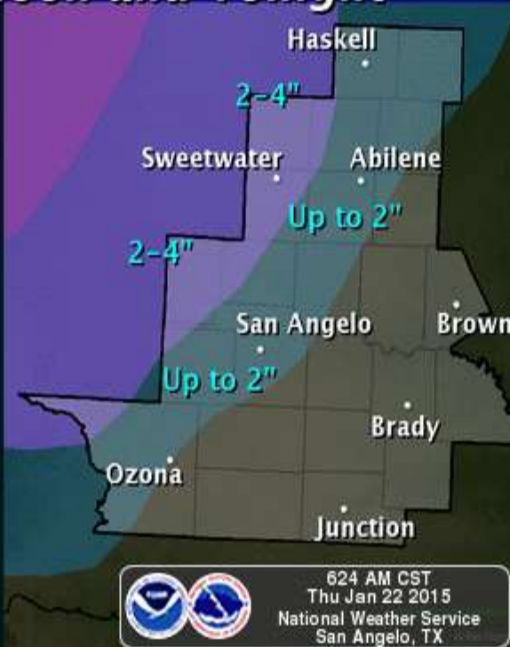 Haskell
2-4"
Sweetwater
Abilene
Up to 2"
2-4"
San Angelo
Brown
Up to 2"
Brady
Ozona
Junction
624 AM CST
Thu Jan 22 2015
National Weather Service
San Angelo, TX